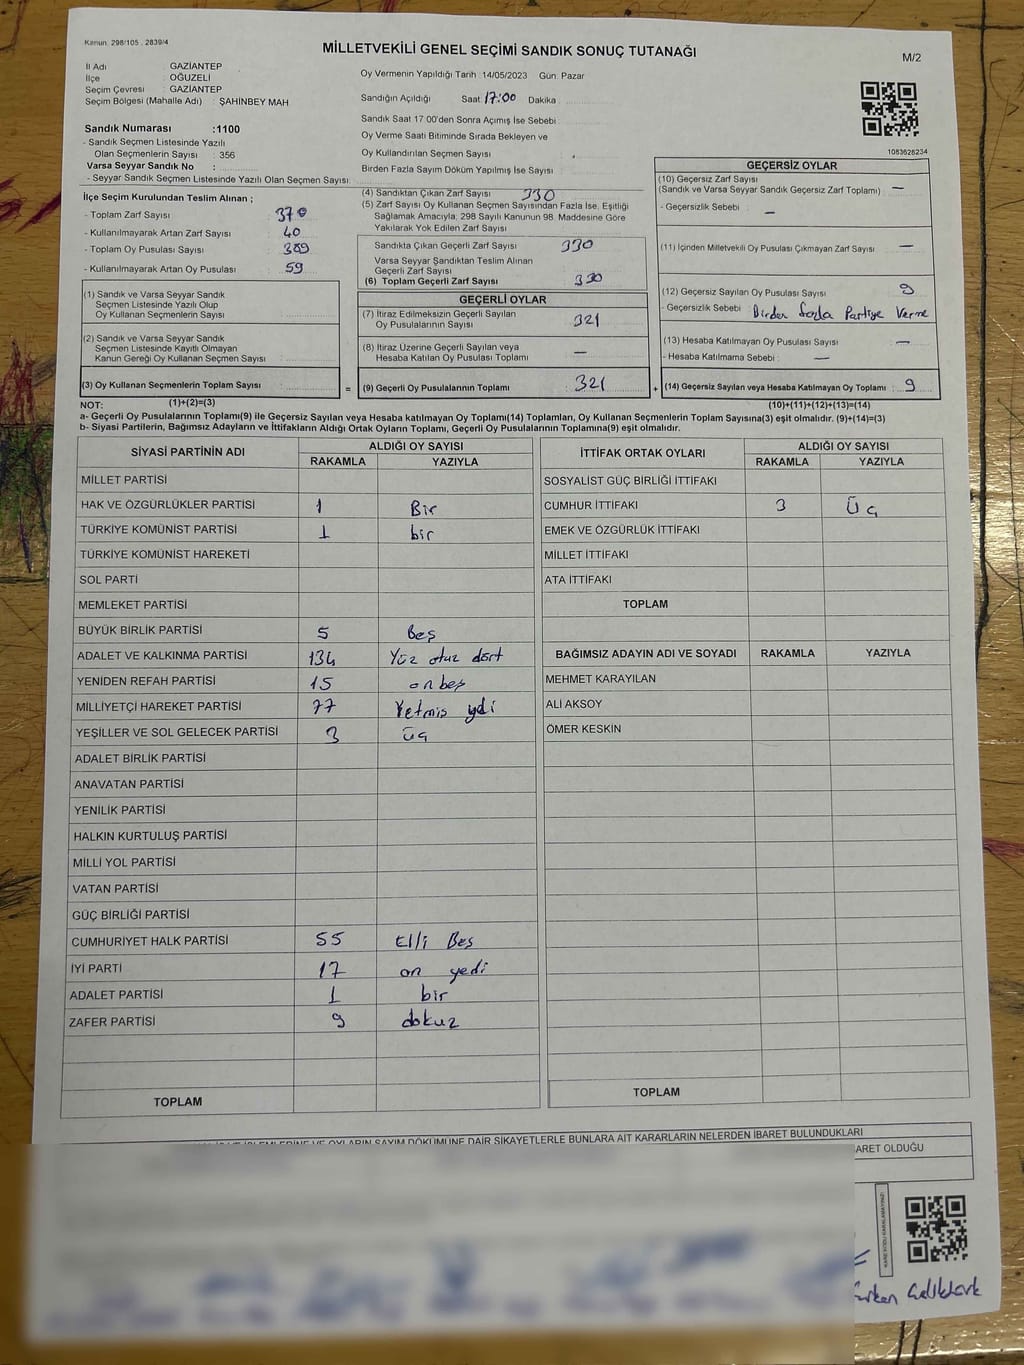 Kanun 298/105 , 2839/4
MİLLETVEKİLİ GENEL SEÇİMİ SANDIK SONUÇ TUTANAĞI
M/2
İl Adı GAZİANTEP
İlçe OĞUZELİ
Seçim Çevresi GAZİANTEP
Seçim Bölgesi (Mahalle Adı) : ŞAHİNBEY MAH
Sandık Numarası :1100
- Sandık Seçmen Listesinde Yazılı
Olan Seçmenlerin Sayısı : 356
Varsa Seyyar Sandık No :
- Seyyar Sandık Seçmen Listesinde Yazılı Olan Seçmen Sayısı:
Oy Vermenin Yapıldığı Tarih :14/05/2023 Gün: Pazar
Sandığın Açıldığı Saat: 17:00 Dakika
Sandık Saat 17 00'den Sonra Açımış İse Sebebi
Oy Verme Saati Bitiminde Sırada Bekleyen ve
Oy Kullandırılan Seçmen Sayısı
Birden Fazla Sayım Döküm Yapılmış İse Sayısı
1083628234
İlçe Seçim Kurulundan Teslim Alınan ;
- Toplam Zarf Sayısı 370
- Kullanılmayarak Artan Zarf Sayısı 40
- Toplam Oy Pusulası Sayısı 389
- Kullanılmayarak Artan Oy Pusulası 59
(4) Sandıktan Çıkan Zarf Sayısı 330
(5) Zarf Sayısı Oy Kullanan Seçmen Sayısından Fazla İse, Eşitliği
Sağlamak Amacıyla; 298 Sayılı Kanunun 98. Maddesine Göre
Yakılarak Yok Edilen Zarf Sayısı
Sandıkta Çıkan Geçerli Zarf Sayısı 330
Varsa Seyyar Sandıktan Teslim Alınan
Geçerli Zarf Sayısı
(6) Toplam Geçerli Zarf Sayısı 330
GEÇERSİZ OYLAR
(10) Geçersiz Zarf Sayısı
(Sandık ve Varsa Seyyar Sandık Geçersiz Zarf Toplamı) —
- Geçersizlik Sebebi : —
(11) İçinden Milletvekili Oy Pusulası Çıkmayan Zarf Sayısı —
(12) Geçersiz Sayılan Oy Pusulası Sayısı 9
- Geçersizlik Sebebi Birden fazla Partiye Verme
(13) Hesaba Katılmayan Oy Pusulası Sayısı —
- Hesaba Katılmama Sebebi : —
(14) Geçersiz Sayılan veya Hesaba Katılmayan Oy Toplamı 9
(1) Sandık ve Varsa Seyyar Sandık
Seçmen Listesinde Yazılı Olup
Oy Kullanan Seçmenlerin Sayısı
(2) Sandık ve Varsa Seyyar Sandık
Seçmen Listesinde Kayıtlı Olmayan
Kanun Gereği Oy Kullanan Seçmen Sayısı
(3) Oy Kullanan Seçmenlerin Toplam Sayısı =
GEÇERLİ OYLAR
(7) İtiraz Edilmeksizin Geçerli Sayılan
Oy Pusulalarının Sayısı 321
(8) İtiraz Üzerine Geçerli Sayılan veya
Hesaba Katılan Oy Pusulası Toplamı —
(9) Geçerli Oy Pusulalarının Toplamı 321 +
NOT: (1)+(2)=(3) (10)+(11)+(12)+(13)=(14)
a- Geçerli Oy Pusulalarının Toplamı(9) ile Geçersiz Sayılan veya Hesaba katılmayan Oy Toplamı(14) Toplamları, Oy Kullanan Seçmenlerin Toplam Sayısına(3) eşit olmalıdır. (9)+(14)=(3)
b- Siyasi Partilerin, Bağımsız Adayların ve İttifakların Aldığı Ortak Oyların Toplamı, Geçerli Oy Pusulalarının Toplamına(9) eşit olmalıdır.
SİYASİ PARTİNİN ADI ALDIĞI OY SAYISI
RAKAMLA YAZIYLA
MİLLET PARTİSİ
HAK VE ÖZGÜRLÜKLER PARTİSİ 1 Bir
TÜRKİYE KOMÜNİST PARTİSİ 1 bir
TÜRKİYE KOMÜNİST HAREKETİ
SOL PARTİ
MEMLEKET PARTİSİ
BÜYÜK BİRLİK PARTİSİ 5 Beş
ADALET VE KALKINMA PARTİSİ 134 Yüz otuz dört
YENİDEN REFAH PARTİSİ 15 onbeş
MİLLİYETÇİ HAREKET PARTİSİ 77 Yetmiş yedi
YEŞİLLER VE SOL GELECEK PARTİSİ 3 üç
ADALET BİRLİK PARTİSİ
ANAVATAN PARTİSİ
YENİLİK PARTİSİ
HALKIN KURTULUŞ PARTİSİ
MİLLİ YOL PARTİSİ
VATAN PARTİSİ
GÜÇ BİRLİĞİ PARTİSİ
CUMHURİYET HALK PARTİSİ 55 Elli Beş
İYİ PARTİ 17 on yedi
ADALET PARTİSİ 1 bir
ZAFER PARTİSİ 9 dokuz
TOPLAM
İTTİFAK ORTAK OYLARI ALDIĞI OY SAYISI
RAKAMLA YAZIYLA
SOSYALİST GÜÇ BİRLİĞİ İTTİFAKI
CUMHUR İTTİFAKI 3 Üç
EMEK VE ÖZGÜRLÜK İTTİFAKI
MİLLET İTTİFAKI
ATA İTTİFAKI
TOPLAM
BAĞIMSIZ ADAYIN ADI VE SOYADI RAKAMLA YAZIYLA
MEHMET KARAYILAN
ALİ AKSOY
ÖMER KESKİN
TOPLAM
VE OYLARIN SAYIM DÖKÜMÜNE DAİR ŞİKAYETLERLE BUNLARA AİT KARARLARIN NELERDEN İBARET BULUNDUKLARI
OLDUĞU